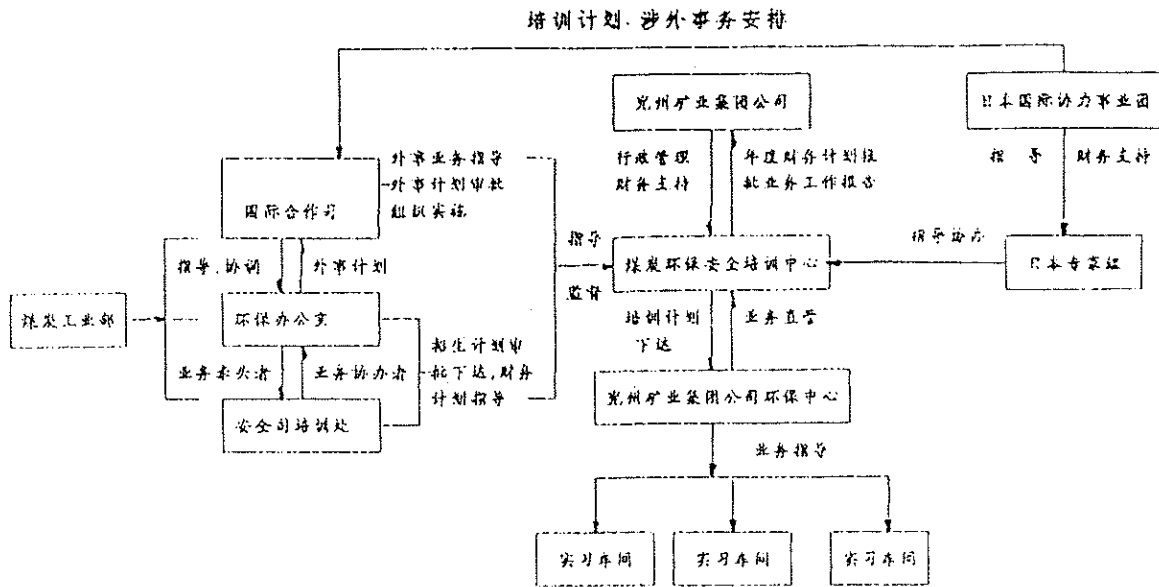 培训计划.涉外事务安排
兖州矿业集团公司
日本国际协力事业团
外事业务指导
外事计划审批
组织实施
国际合作司
行政管理
财务支持
年度财务计划报
批业务工作报告
指 导
财务支持
指导
监督
煤炭环保安全培训中心
指导协力
日本专家组
指导、协调
外事计划
煤炭工业部
环保办公室
业务牵头者
业务协办者
招生计划审
批下达,财务
计划指导
安全司培训处
培训计划
下达
业务直管
兖州矿业集团公司环保中心
业务指导
实习车间
实习车间
实习车间